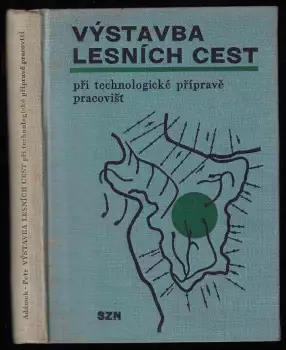 VÝSTAVBA
LESNÍCH CEST
při technologické přípravě
pracovišť
SZN
Adámek - Petr VÝSTAVBA LESNÍCH CEST při technologické přípravě pracovišť